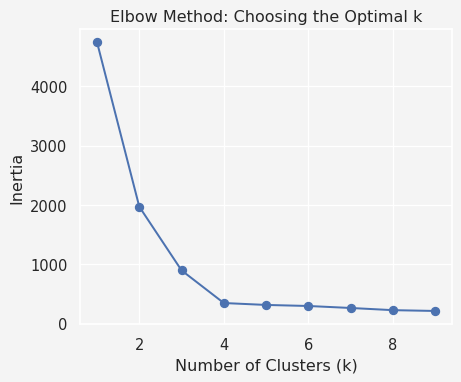 Elbow Method: Choosing the Optimal k
Inertia
4000
3000
2000
1000
0
2 4 6 8
Number of Clusters (k)